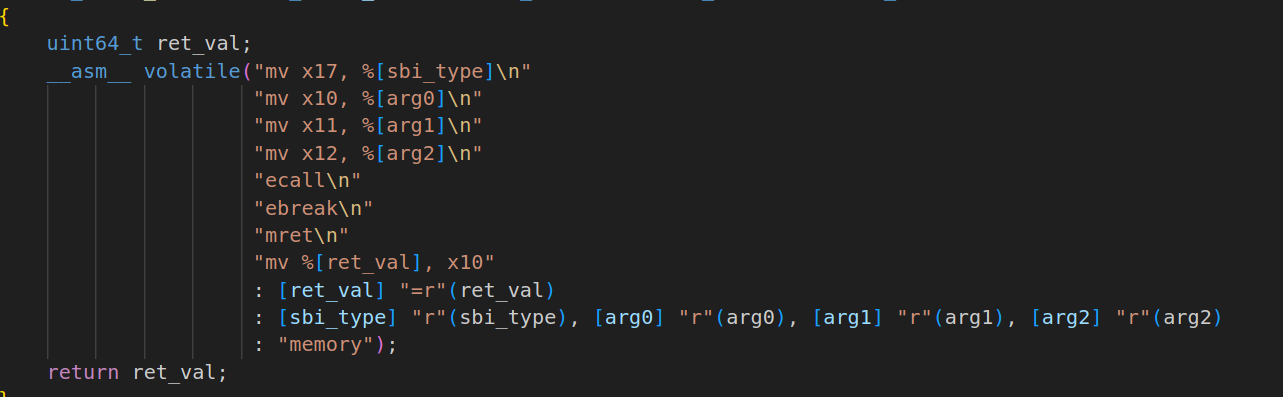 {
    uint64_t ret_val;
    __asm__ volatile("mv x17, %[sbi_type]\n"
                     "mv x10, %[arg0]\n"
                     "mv x11, %[arg1]\n"
                     "mv x12, %[arg2]\n"
                     "ecall\n"
                     "ebreak\n"
                     "mret\n"
                     "mv %[ret_val], x10"
                     : [ret_val] "=r"(ret_val)
                     : [sbi_type] "r"(sbi_type), [arg0] "r"(arg0), [arg1] "r"(arg1), [arg2] "r"(arg2)
                     : "memory");
    return ret_val;